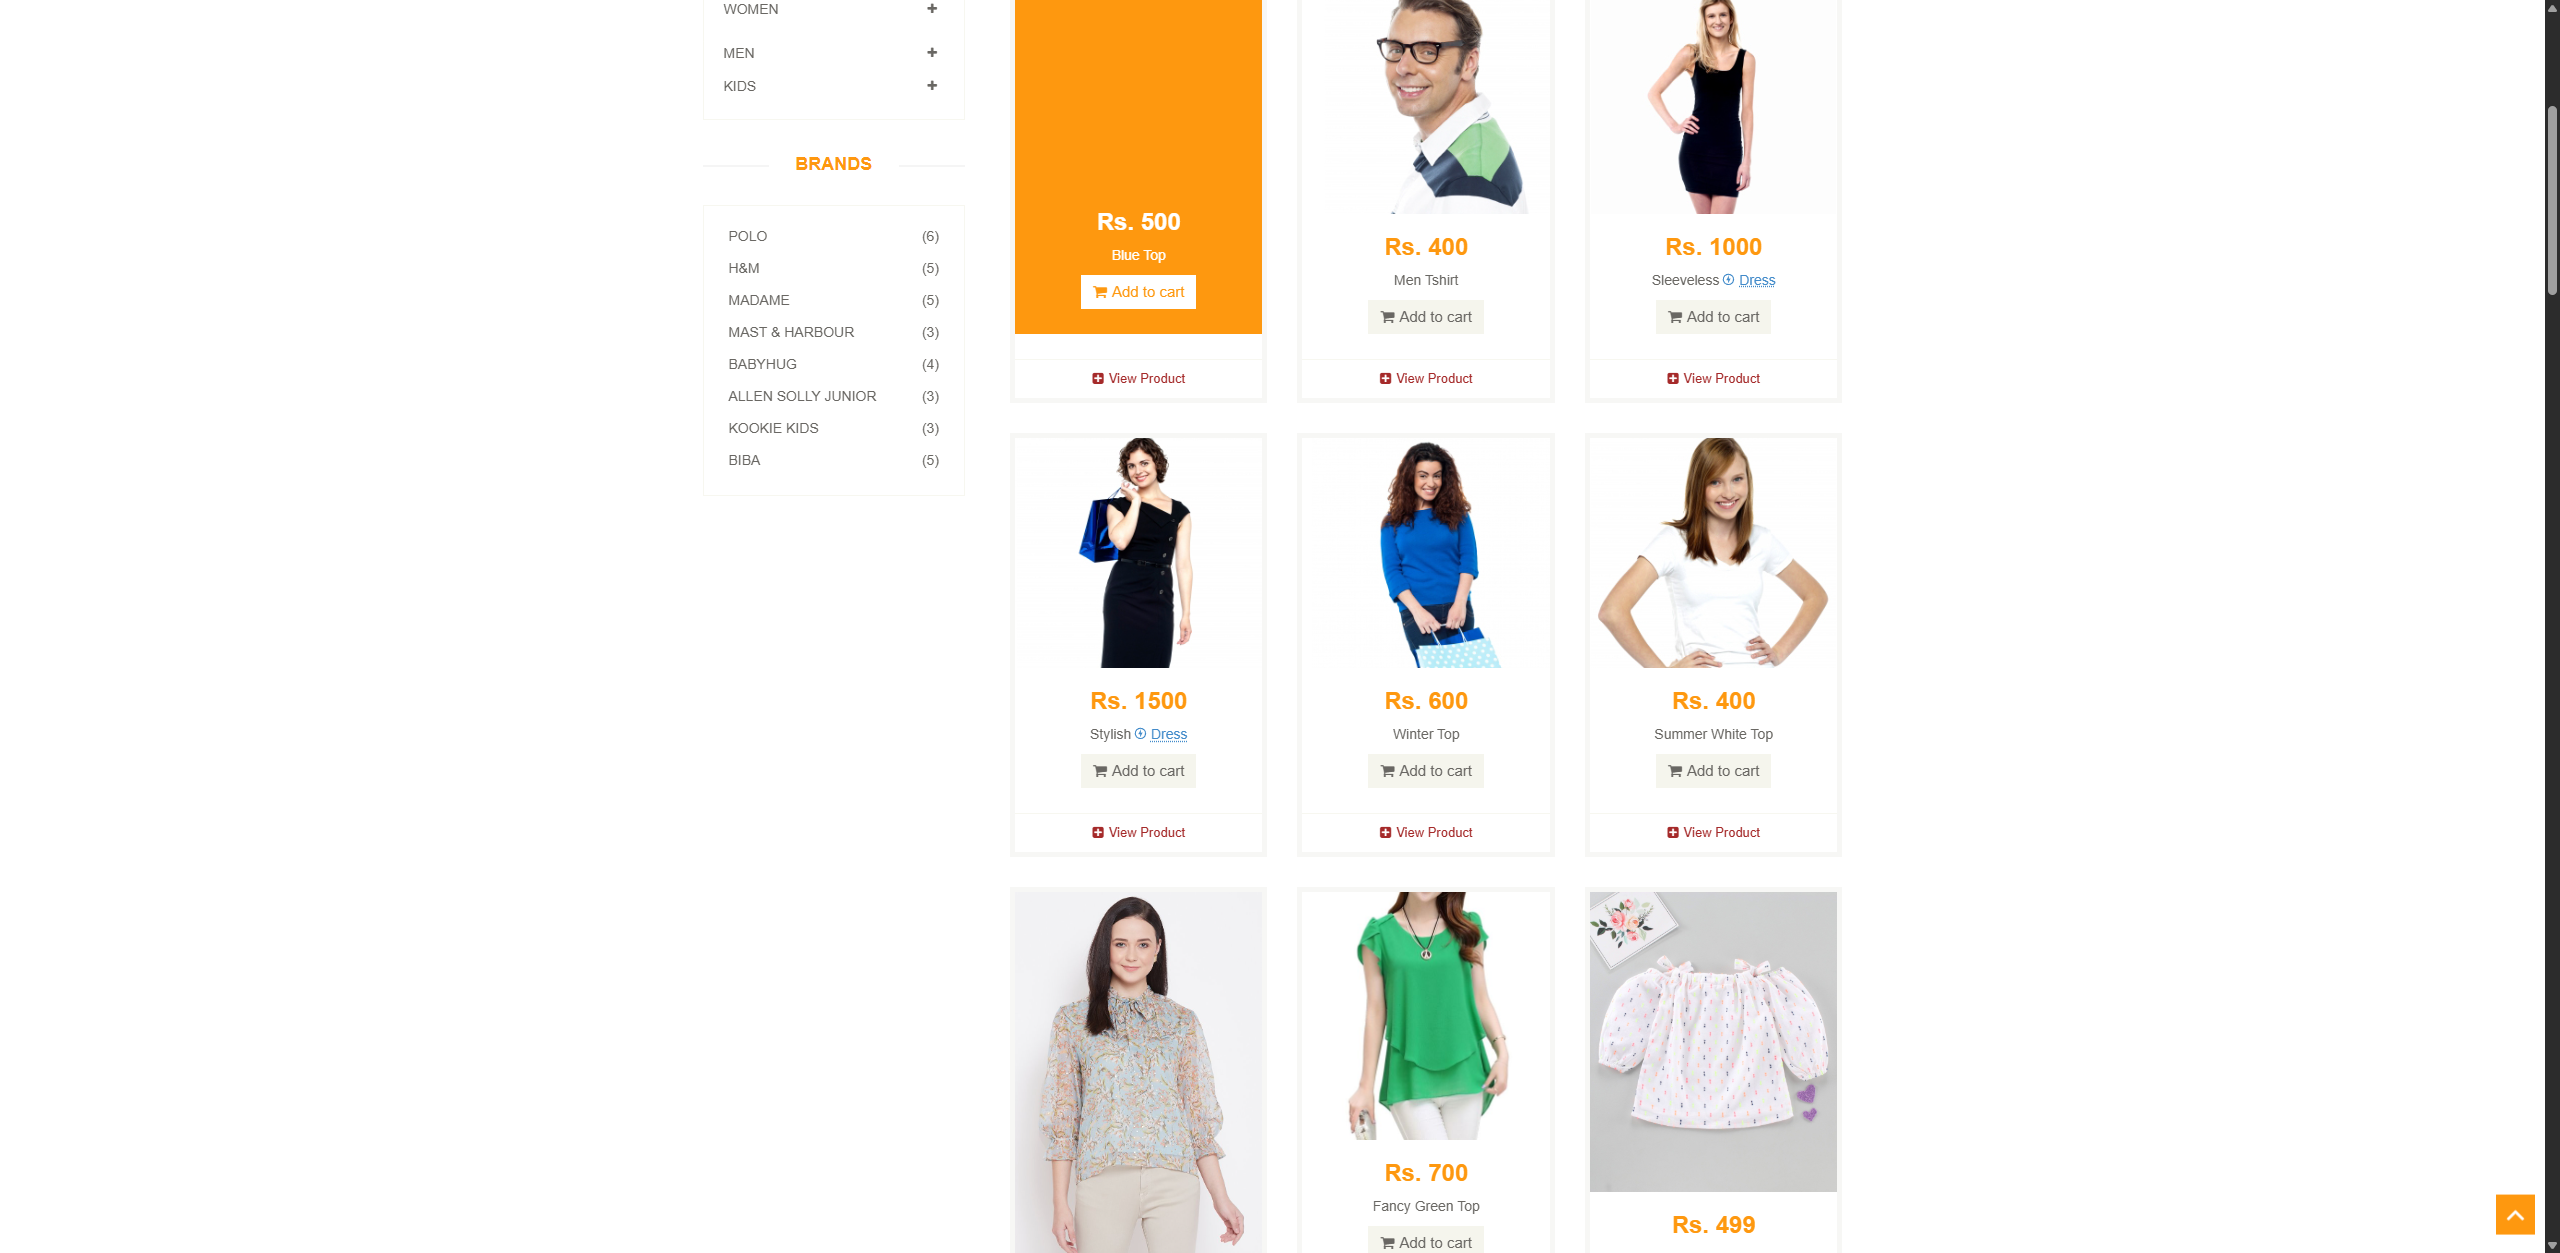 WOMEN
MEN
KIDS
BRANDS
POLO (6)
H&M (5)
MADAME (5)
MAST & HARBOUR (3)
BABYHUG (4)
ALLEN SOLLY JUNIOR (3)
KOOKIE KIDS (3)
BIBA (5)
Rs. 500
Blue Top
Add to cart
View Product
Rs. 400
Men Tshirt
Add to cart
View Product
Rs. 1000
Sleeveless Dress
Add to cart
View Product
Rs. 1500
Stylish Dress
Add to cart
View Product
Rs. 600
Winter Top
Add to cart
View Product
Rs. 400
Summer White Top
Add to cart
View Product
Rs. 700
Fancy Green Top
Add to cart
Rs. 499